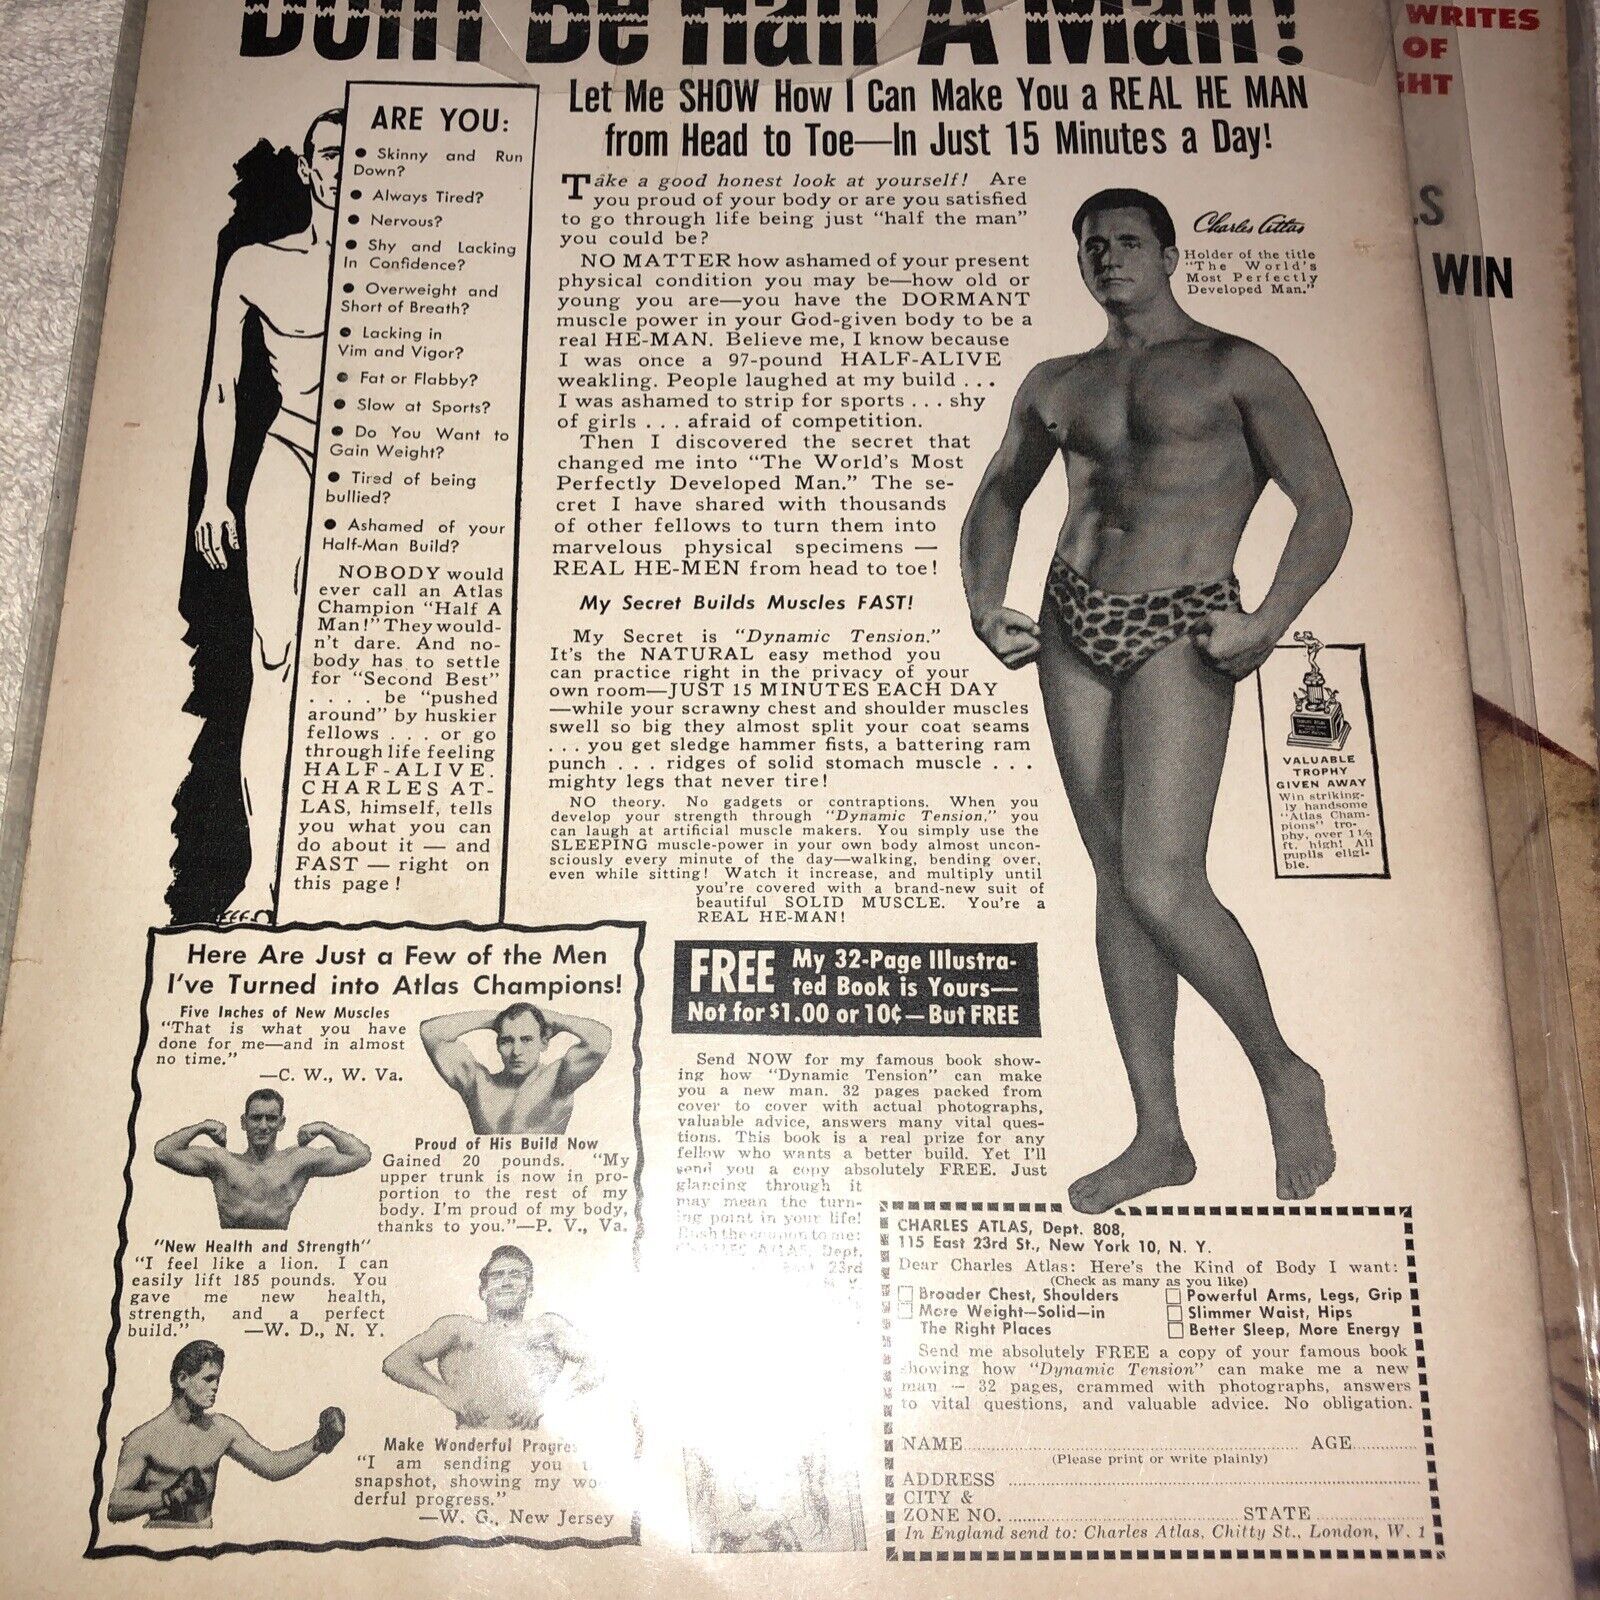 Don't Be Half A Man!
Let Me SHOW How I Can Make You a REAL HE MAN
from Head to Toe—In Just 15 Minutes a Day!
ARE YOU:
● Skinny and Run
Down?
● Always Tired?
● Nervous?
● Shy and Lacking
In Confidence?
● Overweight and
Short of Breath?
● Lacking in
Vim and Vigor?
● Fat or Flabby?
● Slow at Sports?
● Do You Want to
Gain Weight?
● Tired of being
bullied?
● Ashamed of your
Half-Man Build?
NOBODY would
ever call an Atlas
Champion "Half A
Man!" They would-
n't dare. And no-
body has to settle
for "Second Best"
. . . . be "pushed
around" by huskier
fellows . . . or go
through life feeling
HALF-ALIVE.
CHARLES AT-
LAS, himself, tells
you what you can
do about it — and
FAST — right on
this page!
Take a good honest look at yourself! Are
you proud of your body or are you satisfied
to go through life being just "half the man"
you could be?
NO MATTER how ashamed of your present
physical condition you may be—how old or
young you are—you have the DORMANT
muscle power in your God-given body to be a
real HE-MAN. Believe me, I know because
I was once a 97-pound HALF-ALIVE
weakling. People laughed at my build . . .
I was ashamed to strip for sports . . . shy
of girls . . . afraid of competition.
Then I discovered the secret that
changed me into "The World's Most
Perfectly Developed Man." The se-
cret I have shared with thousands
of other fellows to turn them into
marvelous physical specimens —
REAL HE-MEN from head to toe!
My Secret Builds Muscles FAST!
My Secret is "Dynamic Tension."
It's the NATURAL easy method you
can practice right in the privacy of your
own room—JUST 15 MINUTES EACH DAY
—while your scrawny chest and shoulder muscles
swell so big they almost split your coat seams
. . . you get sledge hammer fists, a battering ram
punch . . . ridges of solid stomach muscle . . .
mighty legs that never tire!
NO theory. No gadgets or contraptions. When you
develop your strength through "Dynamic Tension," you
can laugh at artificial muscle makers. You simply use the
SLEEPING muscle-power in your own body almost uncon-
sciously every minute of the day—walking, bending over,
even while sitting! Watch it increase, and multiply until
you're covered with a brand-new suit of
beautiful SOLID MUSCLE. You're a
REAL HE-MAN!
Charles Atlas
Holder of the title
"The World's
Most Perfectly
Developed Man."
VALUABLE
TROPHY
GIVEN AWAY
Win striking-
ly handsome
"Atlas Cham-
pions" tro-
phy, over 1½
ft. high! All
pupils eligi-
ble.
Here Are Just a Few of the Men
I've Turned into Atlas Champions!
Five Inches of New Muscles
"That is what you have
done for me—and in almost
no time."
—C. W., W. Va.
Proud of His Build Now
Gained 20 pounds. "My
upper trunk is now in pro-
portion to the rest of my
body. I'm proud of my body,
thanks to you."—P. V., Va.
"New Health and Strength"
"I feel like a lion. I can
easily lift 185 pounds. You
gave me new health,
strength, and a perfect
build." —W. D., N. Y.
Make Wonderful Progre
"I am sending you
snapshot, showing my wo
derful progress."
—W. G., New Jersey
FREE My 32-Page Illustra-
ted Book is Yours—
Not for $1.00 or 10¢—But FREE
Send NOW for my famous book show-
ing how "Dynamic Tension" can make
you a new man. 32 pages packed from
cover to cover with actual photographs,
valuable advice, answers many vital ques-
tions. This book is a real prize for any
fellow who wants a better build. Yet I'll
send you a copy absolutely FREE. Just
glancing through it
may mean the turn-
ing point in your life!
Rush the coupon to me:
CHARLES ATLAS, Dept.
23rd
CHARLES ATLAS, Dept. 808,
115 East 23rd St., New York 10, N. Y.
Dear Charles Atlas: Here's the Kind of Body I want:
(Check as many as you like)
□ Broader Chest, Shoulders □ Powerful Arms, Legs, Grip
□ More Weight—Solid—in □ Slimmer Waist, Hips
The Right Places □ Better Sleep, More Energy
Send me absolutely FREE a copy of your famous book
showing how "Dynamic Tension" can make me a new
man — 32 pages, crammed with photographs, answers
to vital questions, and valuable advice. No obligation.
NAME AGE
(Please print or write plainly)
ADDRESS
CITY &
ZONE NO. STATE
In England send to: Charles Atlas, Chitty St., London, W. 1
WRITES
OF
WIN